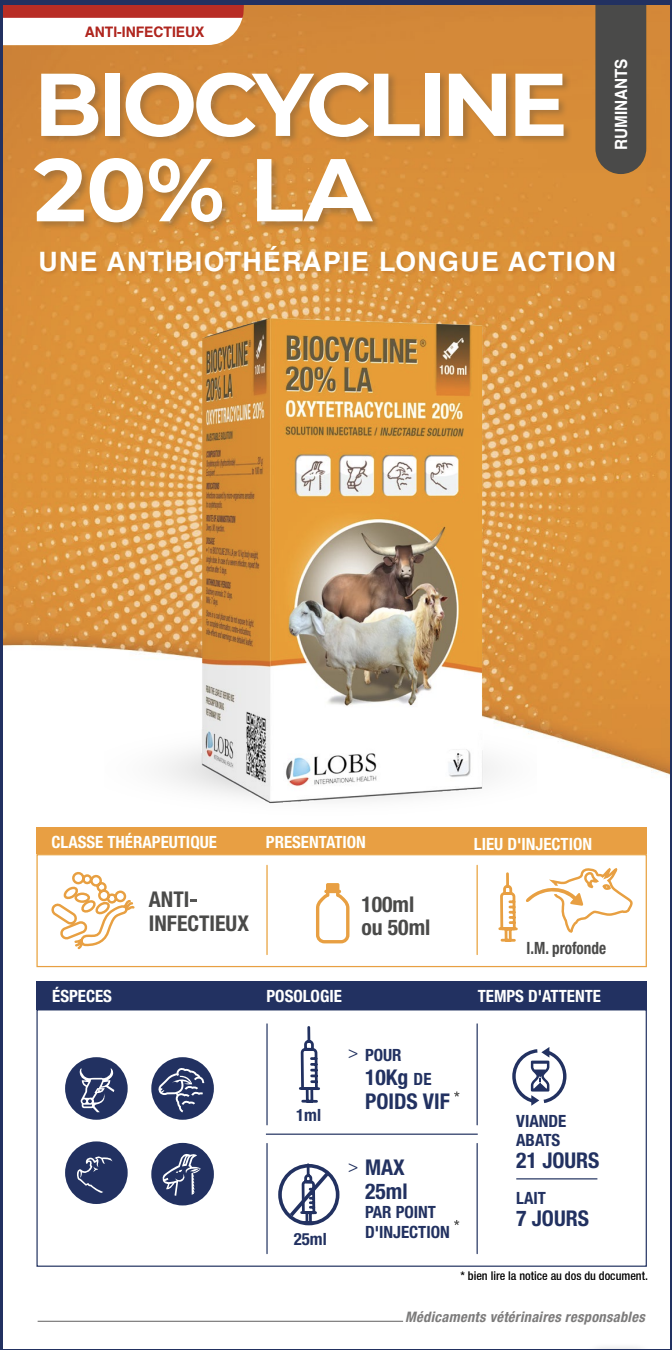 ANTI-INFECTIEUX
RUMINANTS
BIOCYCLINE
20% LA
UNE ANTIBIOTHÉRAPIE LONGUE ACTION
BIOCYCLINE®
20% LA
OXYTETRACYCLINE 20%
100 ml
BIOCYCLINE®
20% LA
OXYTETRACYCLINE 20%
SOLUTION INJECTABLE / INJECTABLE SOLUTION
100 ml
LOBS
INTERNATIONAL HEALTH
LOBS
INTERNATIONAL HEALTH
CLASSE THÉRAPEUTIQUE
ANTI-
INFECTIEUX
PRESENTATION
100ml
ou 50ml
LIEU D'INJECTION
I.M. profonde
ÉSPECES
POSOLOGIE
1ml
> POUR
10Kg DE
POIDS VIF *
25ml
> MAX
25ml
PAR POINT
D'INJECTION *
TEMPS D'ATTENTE
VIANDE
ABATS
21 JOURS
LAIT
7 JOURS
* bien lire la notice au dos du document.
Médicaments vétérinaires responsables